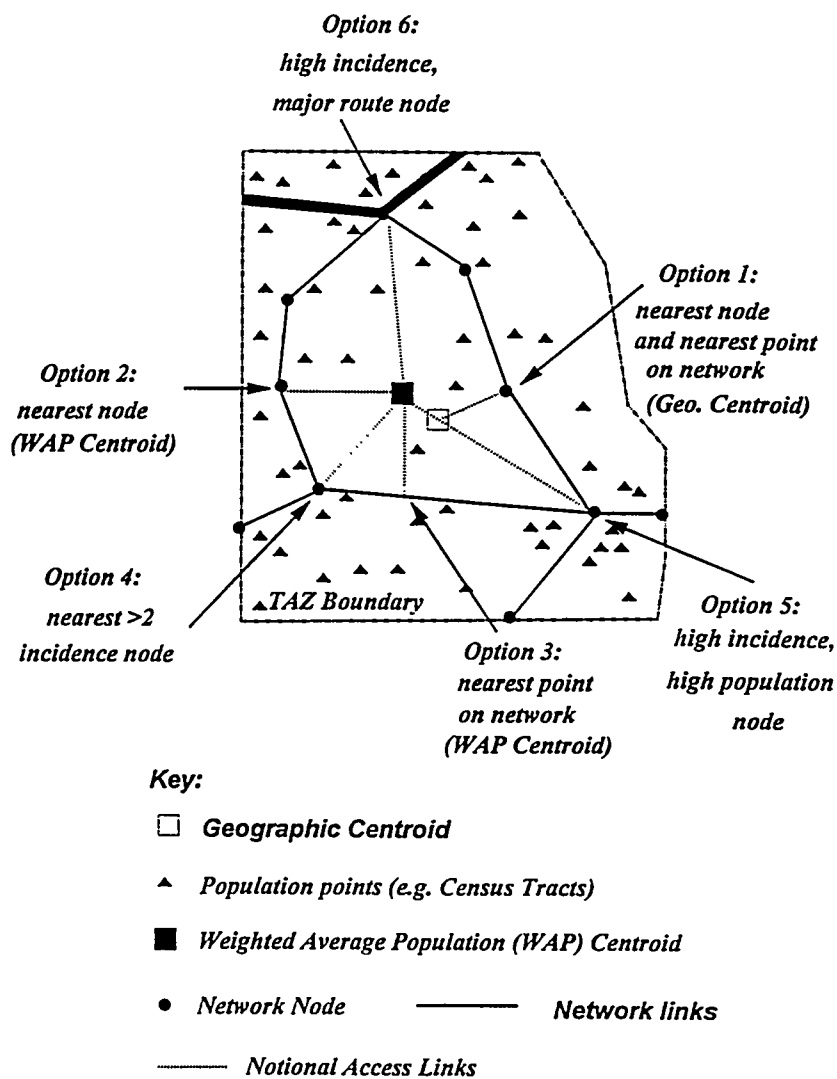 Option 6:
high incidence,
major route node
Option 1:
nearest node
and nearest point
on network
(Geo. Centroid)
Option 2:
nearest node
(WAP Centroid)
Option 4:
nearest >2
incidence node
TAZ Boundary
Option 3:
nearest point
on network
(WAP Centroid)
Option 5:
high incidence,
high population
node
Key:
Geographic Centroid
Population points (e.g. Census Tracts)
Weighted Average Population (WAP) Centroid
Network Node
Network links
Notional Access Links